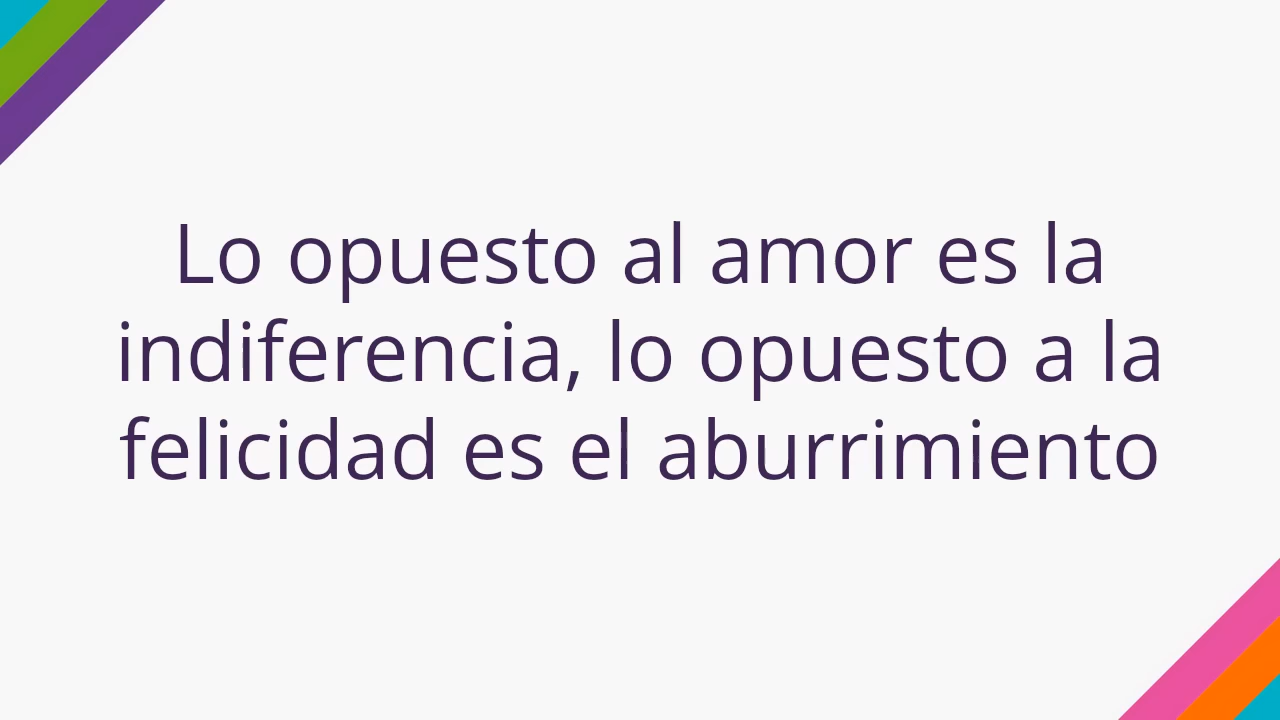 Lo opuesto al amor es la
indiferencia, lo opuesto a la
felicidad es el aburrimiento